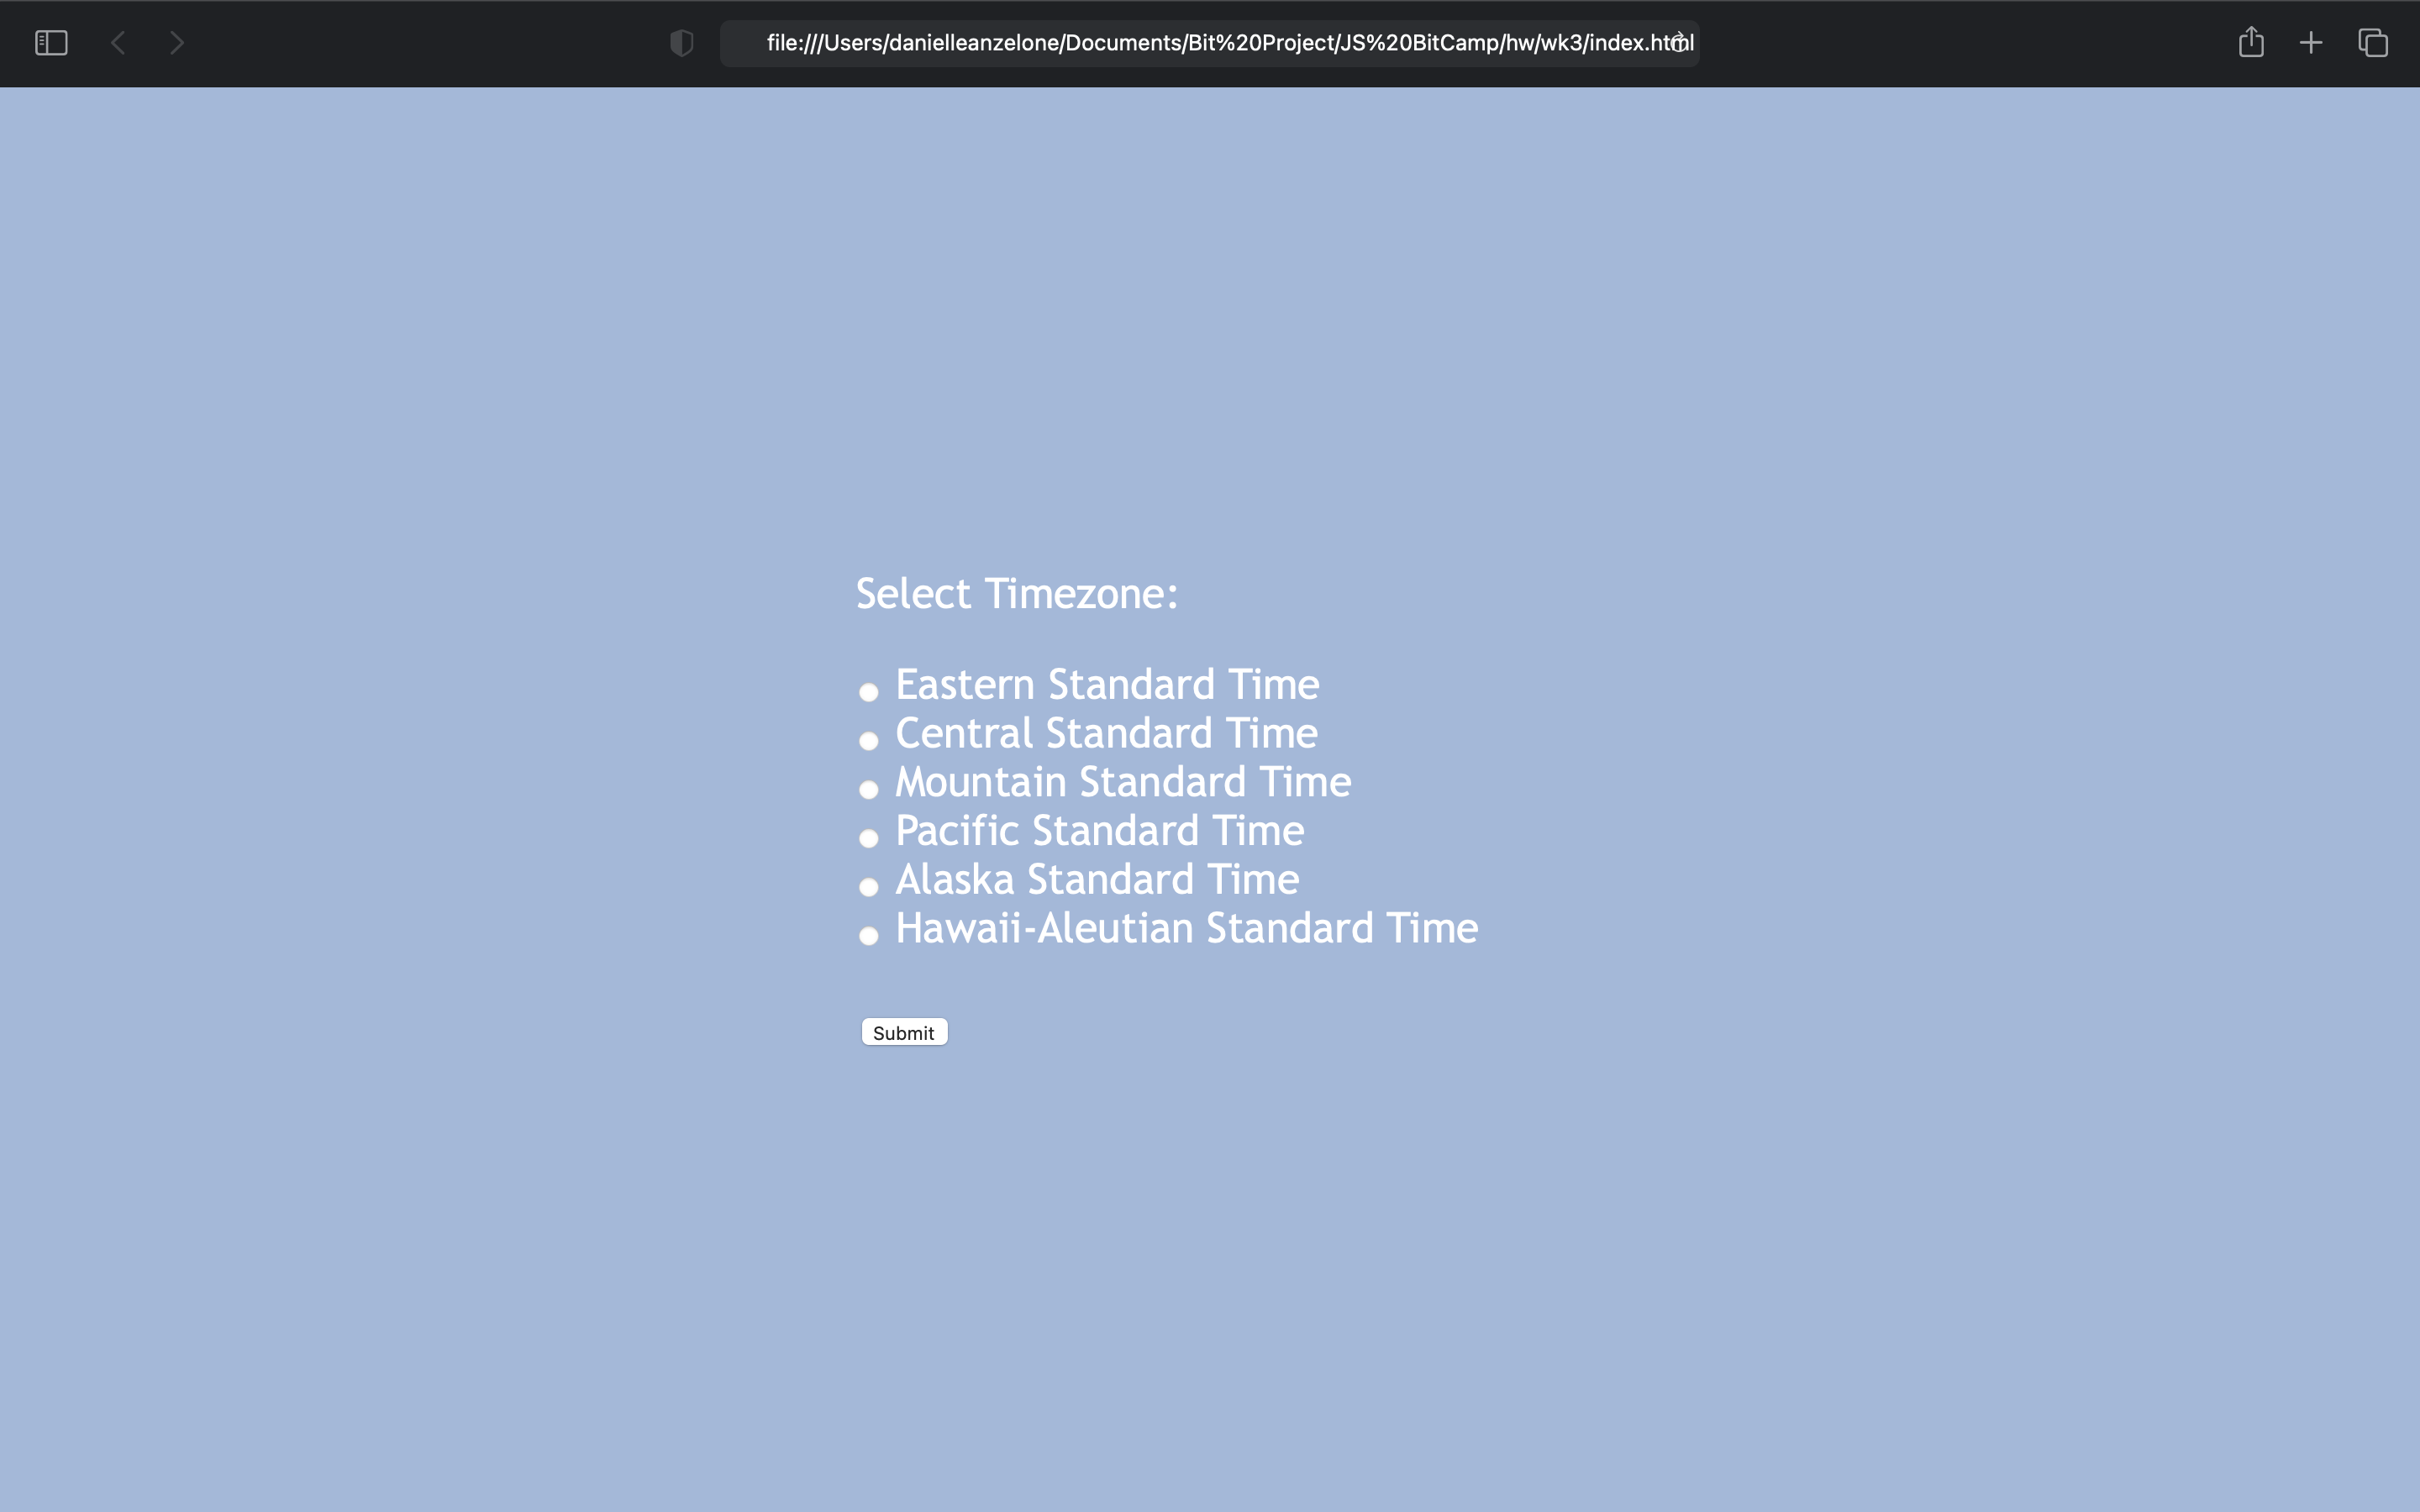 file:///Users/danielleanzelone/Documents/Bit%20Project/JS%20BitCamp/hw/wk3/index.html
Select Timezone:
Eastern Standard Time
Central Standard Time
Mountain Standard Time
Pacific Standard Time
Alaska Standard Time
Hawaii-Aleutian Standard Time
Submit